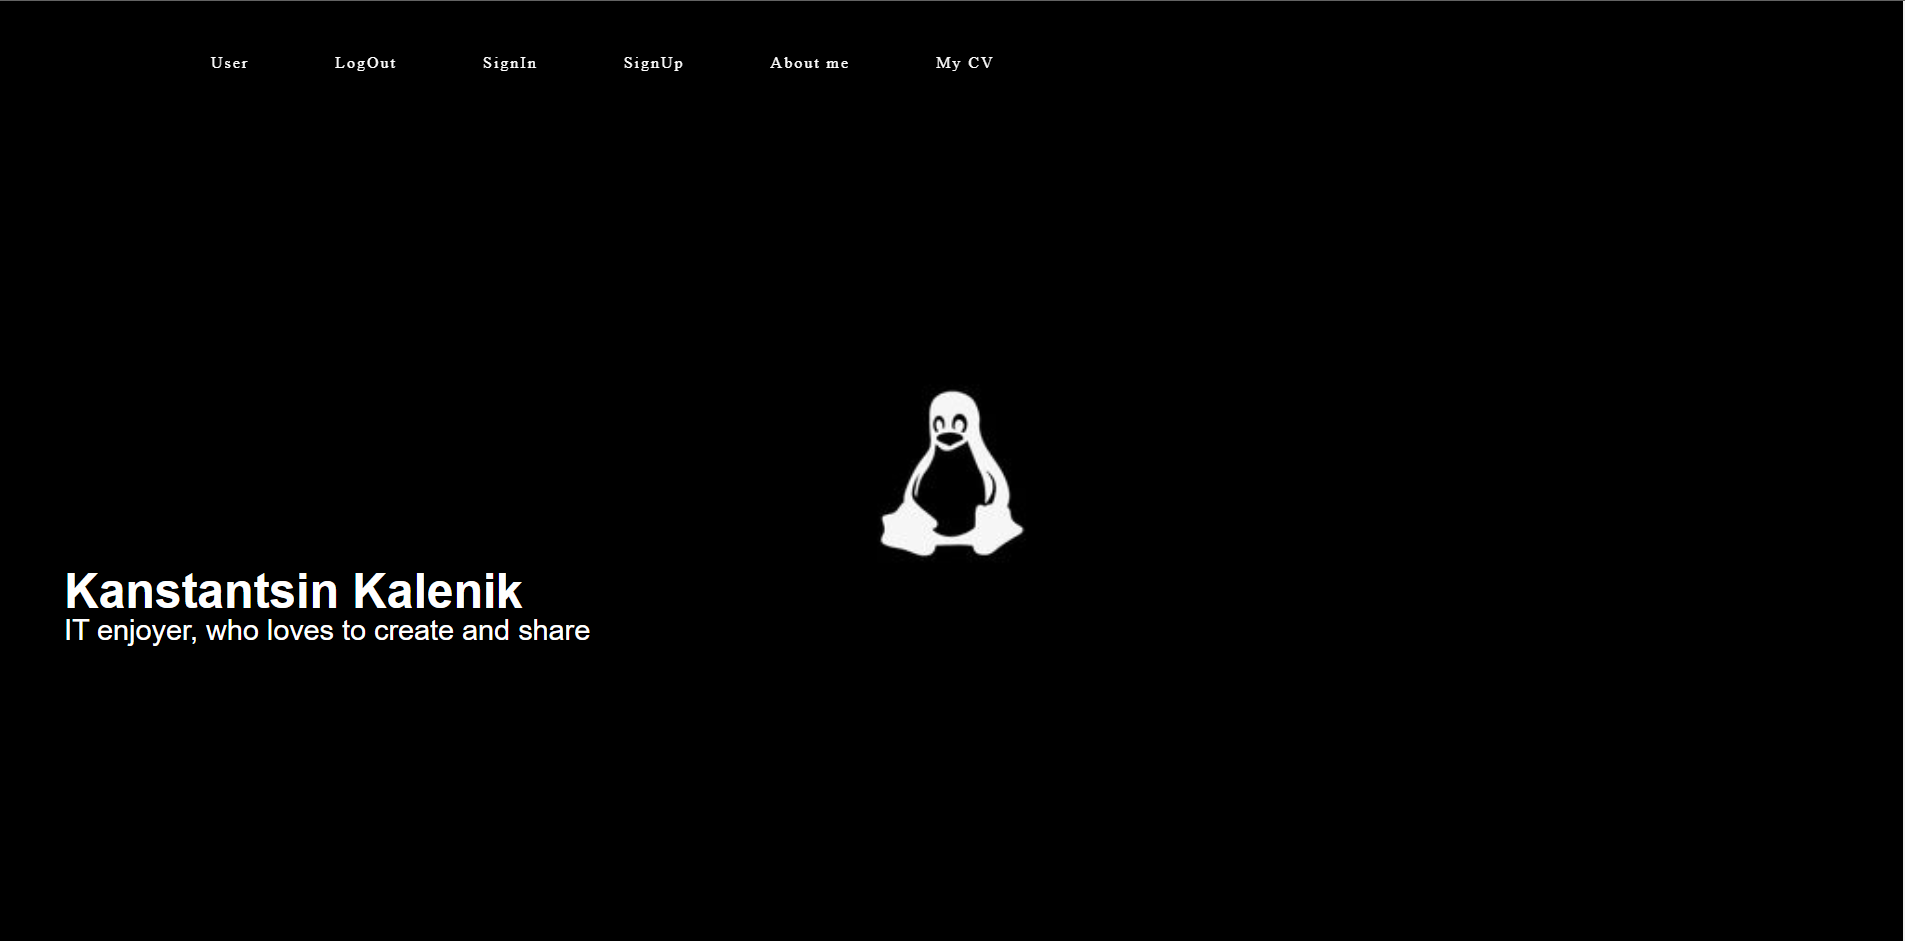 User LogOut SignIn SignUp About me My CV
Kanstantsin Kalenik
IT enjoyer, who loves to create and share